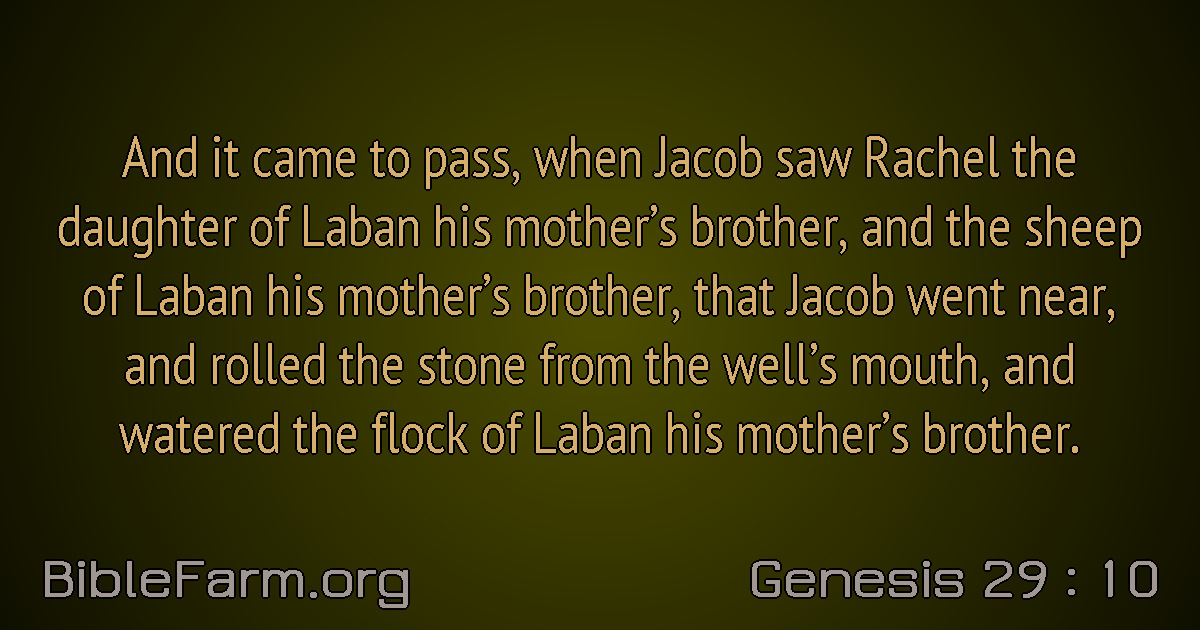 And it came to pass, when Jacob saw Rachel the
daughter of Laban his mother’s brother, and the sheep
of Laban his mother’s brother, that Jacob went near,
and rolled the stone from the well’s mouth, and
watered the flock of Laban his mother’s brother.
BibleFarm.org
Genesis 29 : 10